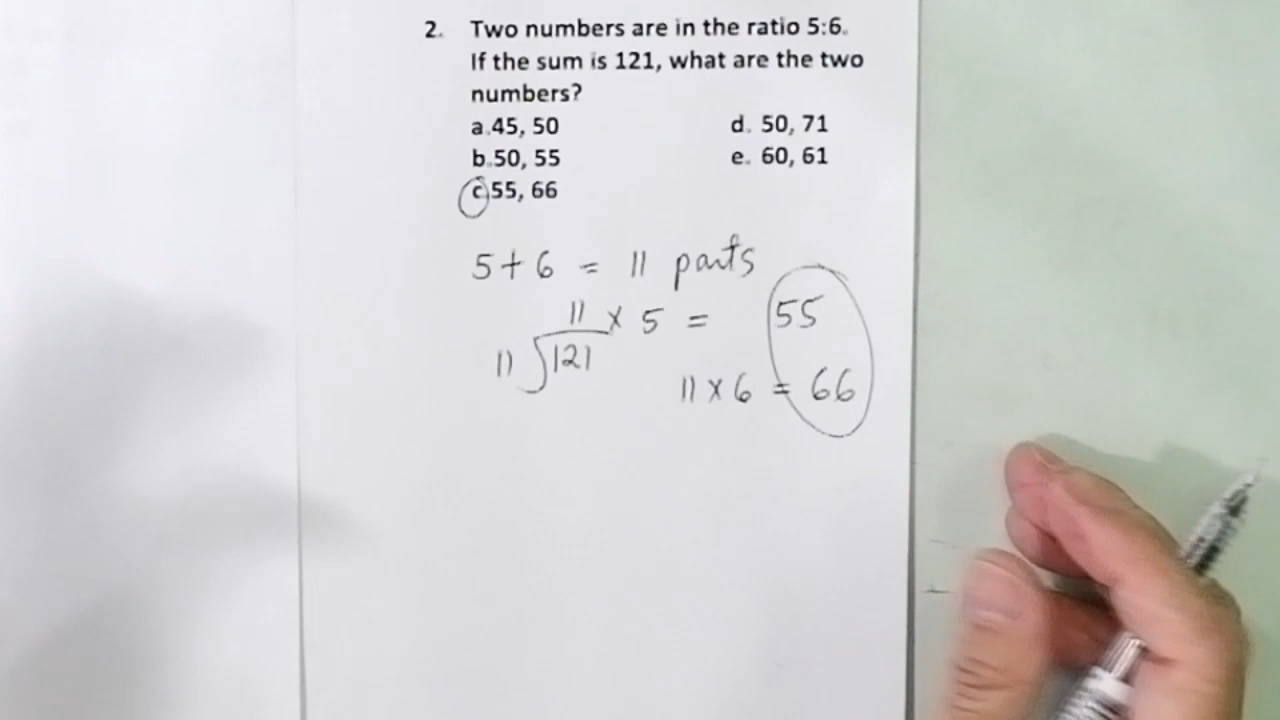 2. Two numbers are in the ratio 5:6.
If the sum is 121, what are the two
numbers?
a.45, 50
d. 50, 71
b.50, 55
e. 60, 61
c.55, 66
5 + 6 = 11 parts
11 × 5 = 55
11 121
11 × 6 = 66